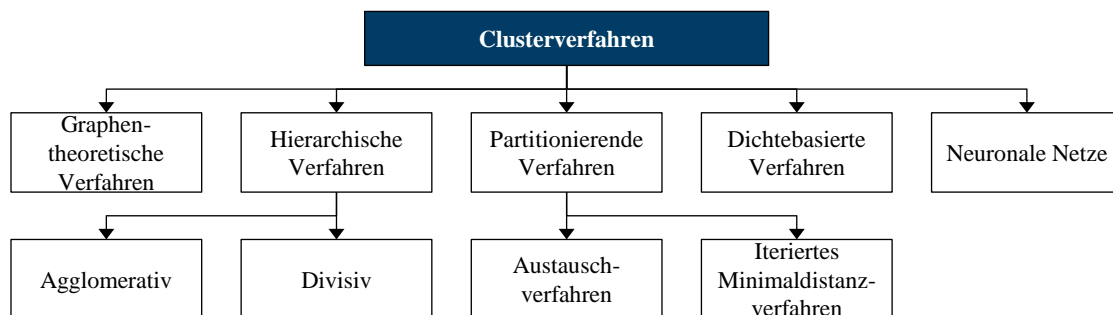 Clusterverfahren
Graphen-
theoretische
Verfahren
Hierarchische
Verfahren
Partitionierende
Verfahren
Dichtebasierte
Verfahren
Neuronale Netze
Agglomerativ
Divisiv
Austausch-
verfahren
Iteriertes
Minimaldistanz-
verfahren